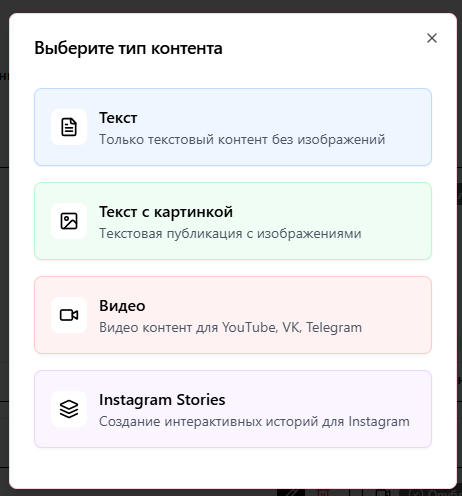 Выберите тип контента
Текст
Только текстовый контент без изображений
Текст с картинкой
Текстовая публикация с изображениями
Видео
Видео контент для YouTube, VK, Telegram
Instagram Stories
Создание интерактивных историй для Instagram